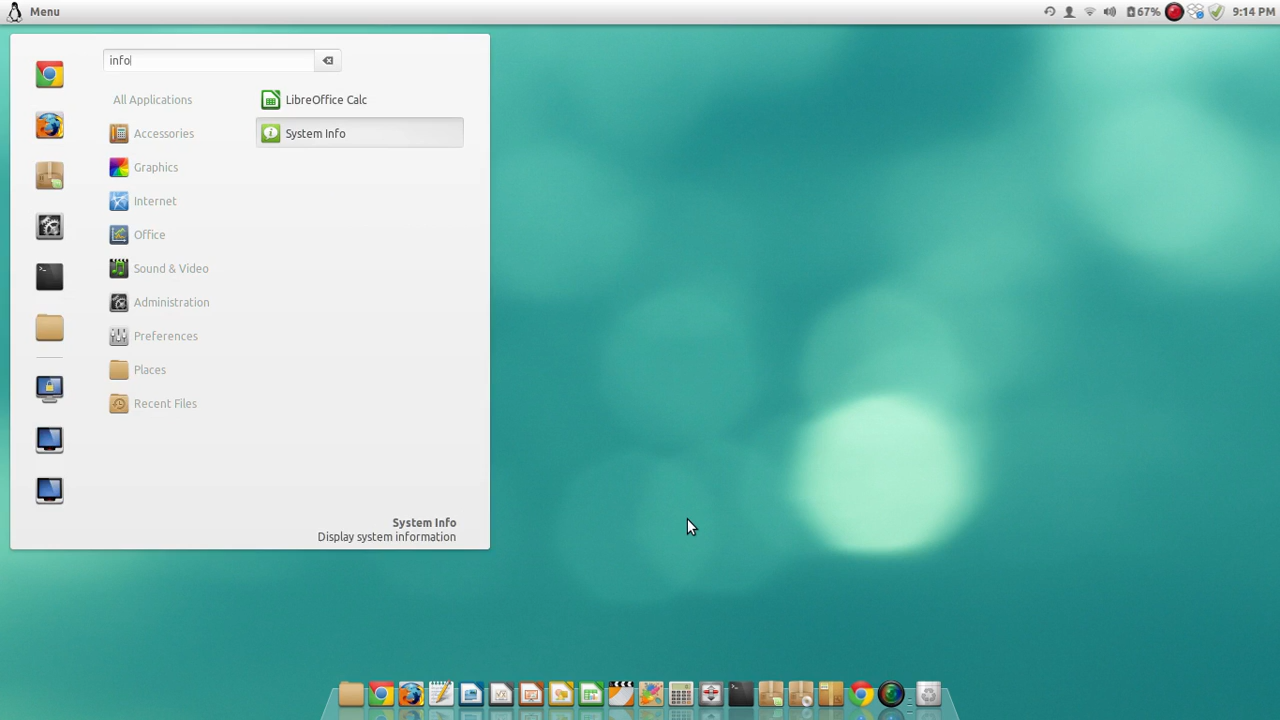 Menu
67%
9:14 PM
info
All Applications
Accessories
Graphics
Internet
Office
Sound & Video
Administration
Preferences
Places
Recent Files
LibreOffice Calc
System Info
System Info
Display system information